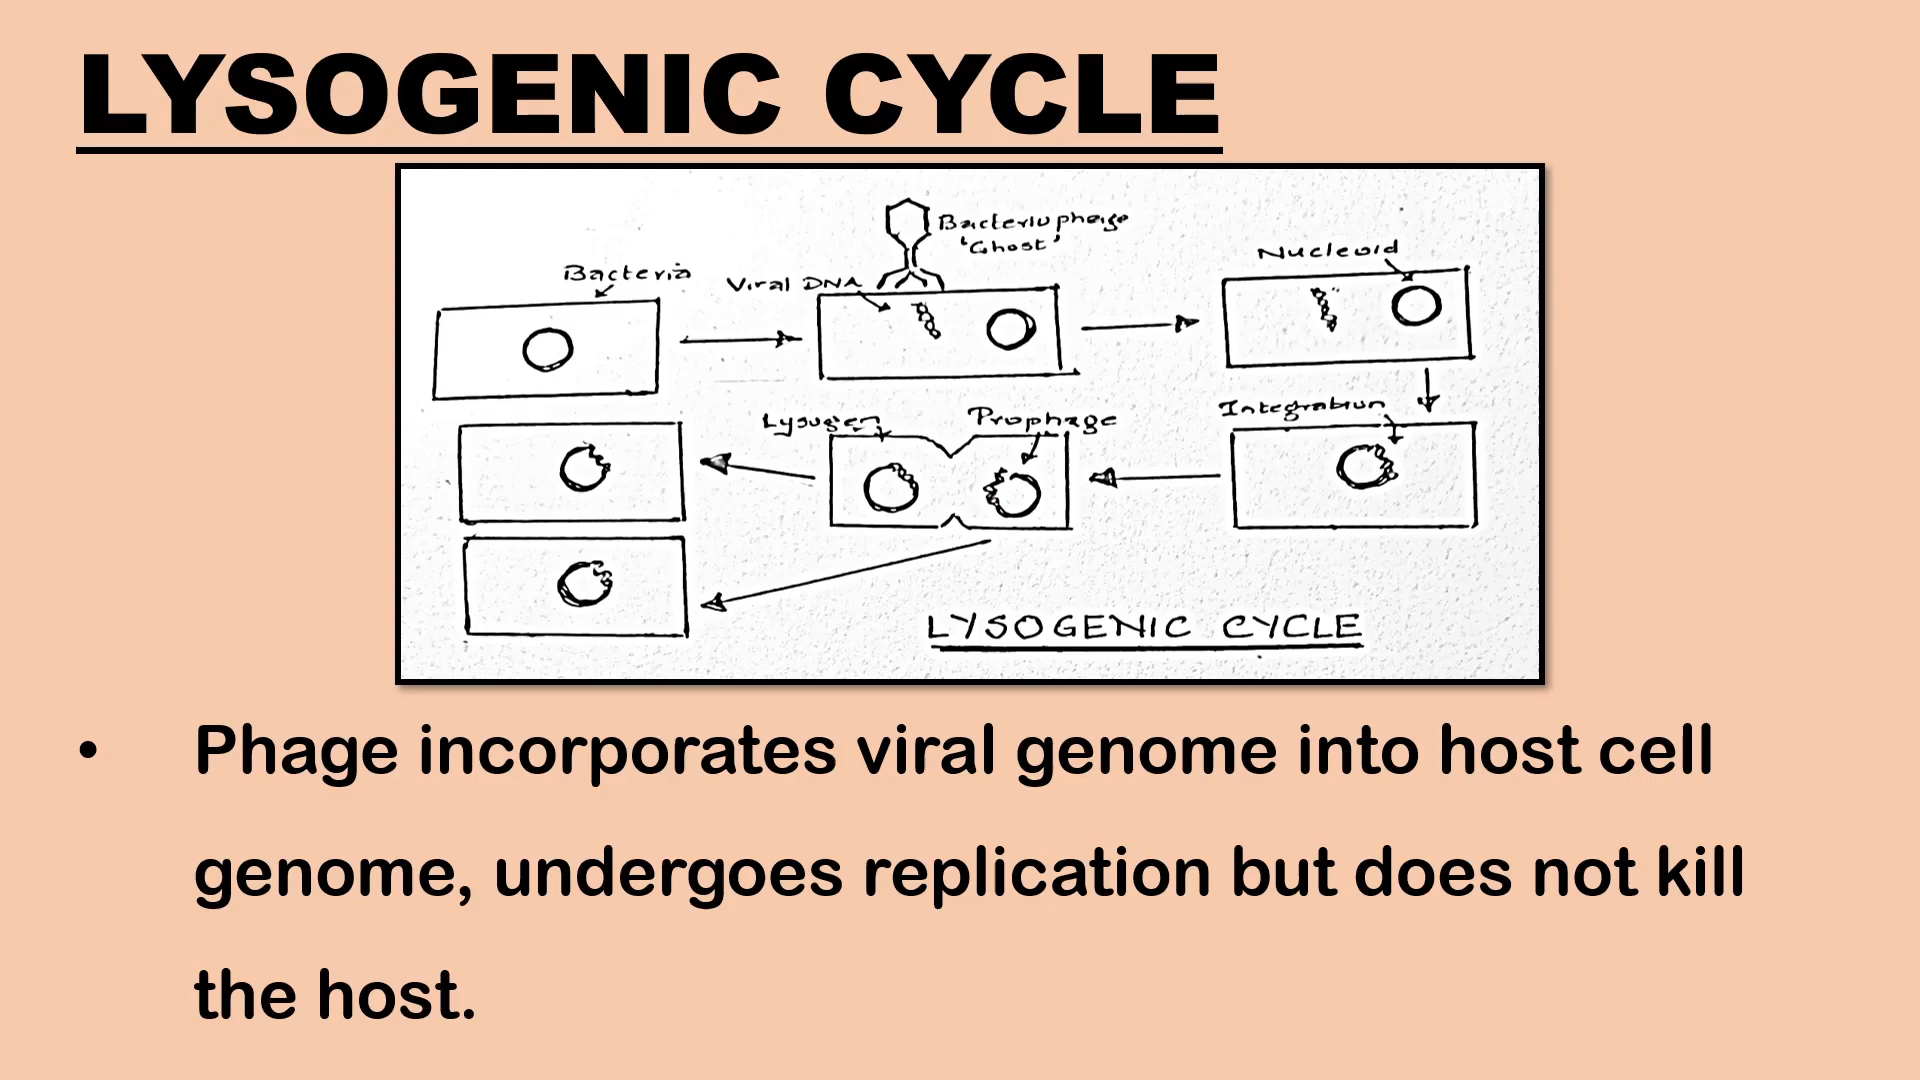 LYSOGENIC CYCLE
Bacteriophage
'Ghost'
Nucleoid
Bacteria
Viral DNA
Lysogen
Prophage
Integration
LYSOGENIC CYCLE
• Phage incorporates viral genome into host cell
genome, undergoes replication but does not kill
the host.